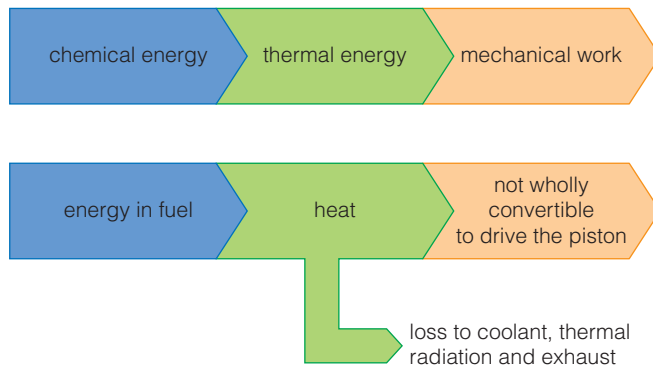 chemical energy
thermal energy
mechanical work
energy in fuel
heat
not wholly
convertible
to drive the piston
loss to coolant, thermal
radiation and exhaust